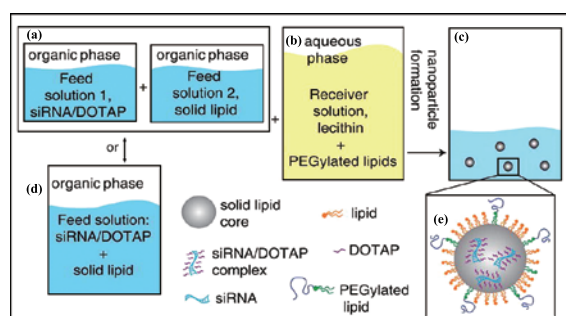 (a)
organic phase
Feed
solution 1,
siRNA/DOTAP
+
organic phase
Feed
solution 2,
solid lipid
+
(b)
aqueous
phase
Receiver
solution,
lecithin
+
PEGylated lipids
nanoparticle
formation
(c)
or
(d)
organic phase
Feed solution:
siRNA/DOTAP
+
solid lipid
solid lipid
core
lipid
siRNA/DOTAP
complex
DOTAP
siRNA
PEGylated
lipid
(e)